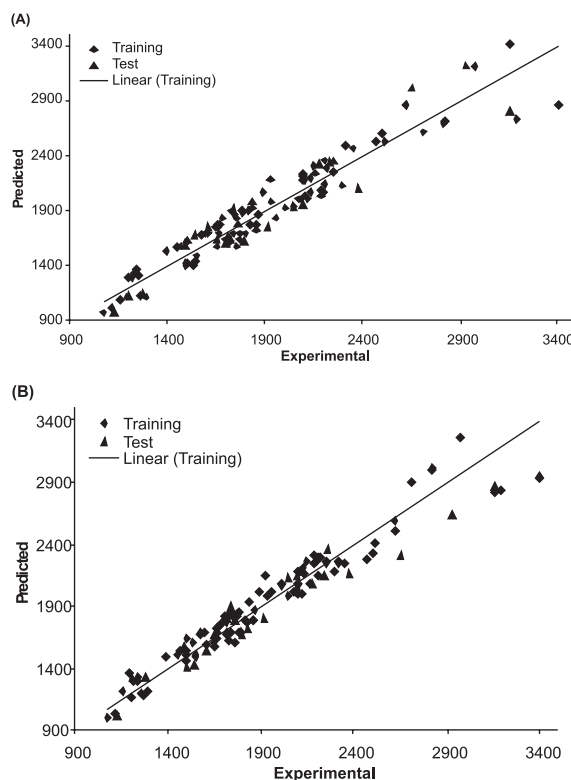 (A)
3400
Training
Test
Linear (Training)
2900
2400
Predicted
1900
1400
900
900 1400 1900 2400 2900 3400
Experimental
(B)
3400
Training
Test
Linear (Training)
2900
2400
Predicted
1900
1400
900
900 1400 1900 2400 2900 3400
Experimental